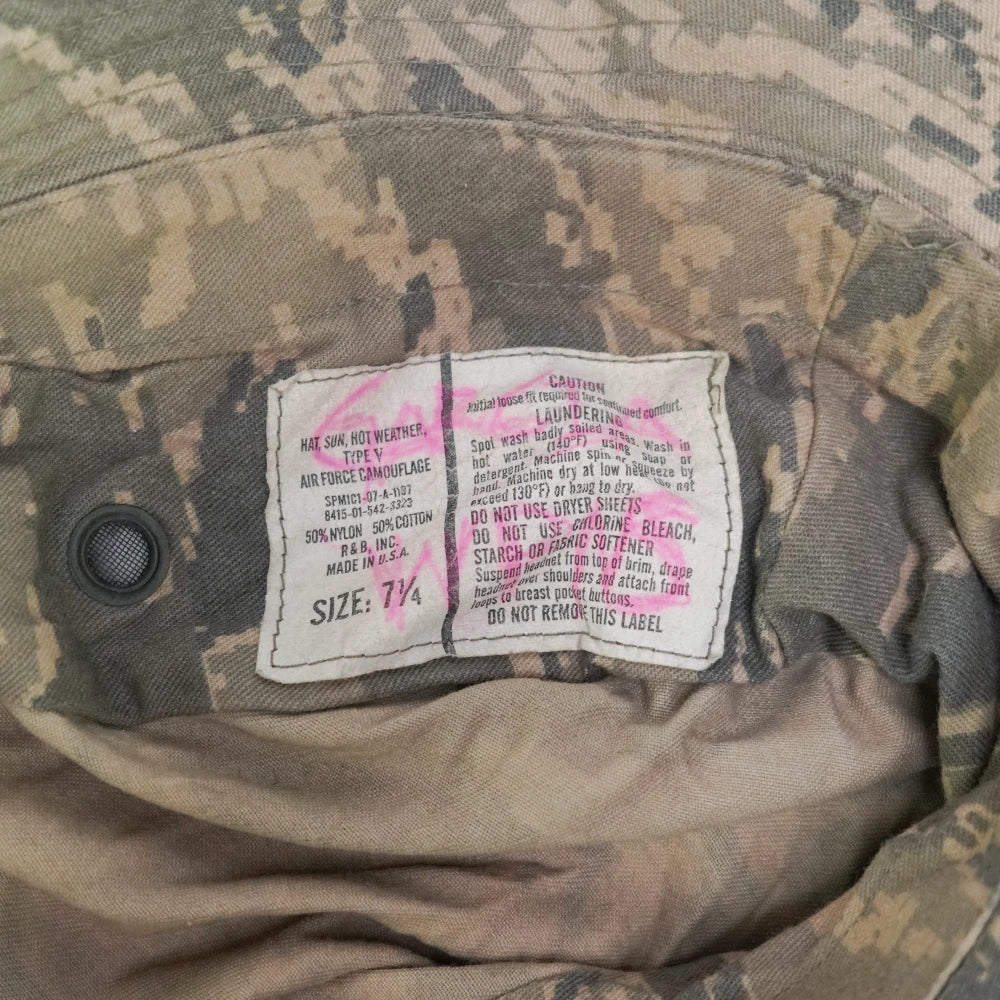 HAT, SUN, HOT WEATHER,
TYPE V
AIR FORCE CAMOUFLAGE
SPM1C1-07-A-1197
8415-01-542-3323
50% NYLON 50% COTTON
R & B, INC.
MADE IN U.S.A.
SIZE: 7 1/4
CAUTION
Initial loose fit required for continued comfort.
LAUNDERING
Spot wash badly soiled areas. Wash in
hot water (140°F) using soap or
detergent. Machine spin or squeeze by
hand. Machine dry at low heat (do not
exceed 130°F) or hang to dry.
DO NOT USE DRYER SHEETS
DO NOT USE CHLORINE BLEACH,
STARCH OR FABRIC SOFTENER
Suspend headnet from top of brim, drape
headnet over shoulders and attach front
loops to breast pocket buttons.
DO NOT REMOVE THIS LABEL